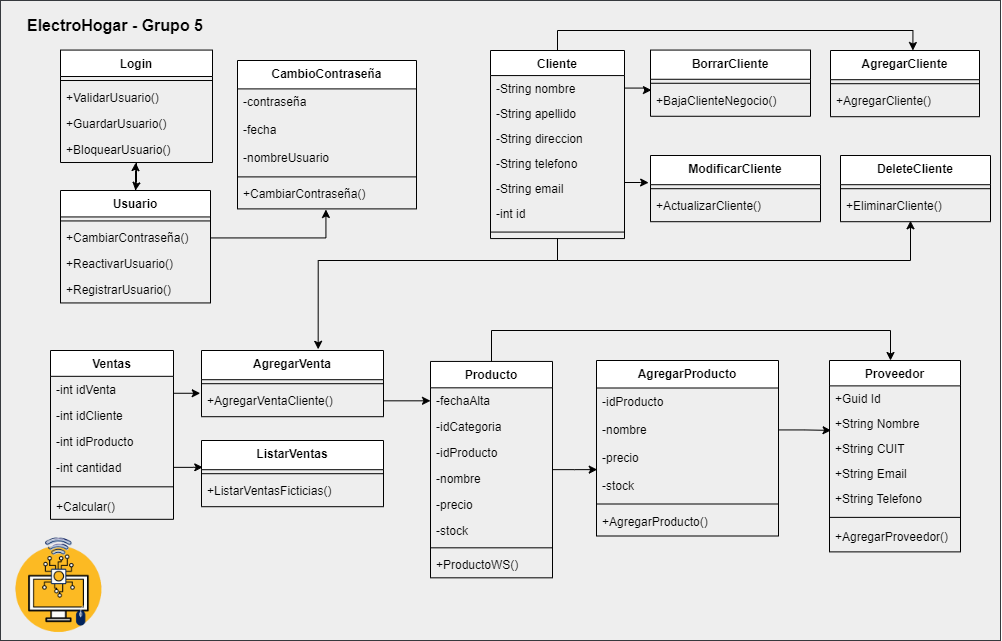 ElectroHogar - Grupo 5
Login
+ValidarUsuario()
+GuardarUsuario()
+BloquearUsuario()
CambioContraseña
-contraseña
-fecha
-nombreUsuario
+CambiarContraseña()
Usuario
+CambiarContraseña()
+ReactivarUsuario()
+RegistrarUsuario()
Cliente
-String nombre
-String apellido
-String direccion
-String telefono
-String email
-int id
BorrarCliente
+BajaClienteNegocio()
AgregarCliente
+AgregarCliente()
ModificarCliente
+ActualizarCliente()
DeleteCliente
+EliminarCliente()
Ventas
-int idVenta
-int idCliente
-int idProducto
-int cantidad
+Calcular()
AgregarVenta
+AgregarVentaCliente()
ListarVentas
+ListarVentasFicticias()
Producto
-fechaAlta
-idCategoria
-idProducto
-nombre
-precio
-stock
+ProductoWS()
AgregarProducto
-idProducto
-nombre
-precio
-stock
+AgregarProducto()
Proveedor
+Guid Id
+String Nombre
+String CUIT
+String Email
+String Telefono
+AgregarProveedor()